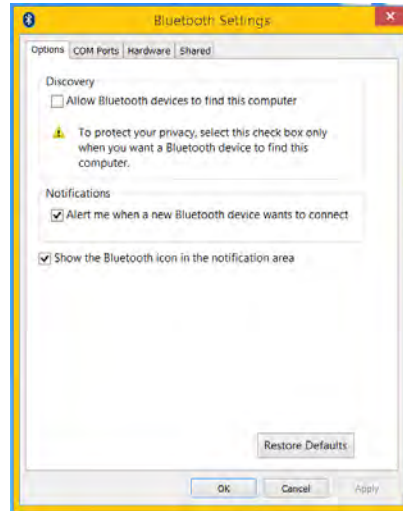 Bluetooth Settings
Options COM Ports Hardware Shared
Discovery
Allow Bluetooth devices to find this computer
To protect your privacy, select this check box only
when you want a Bluetooth device to find this
computer.
Notifications
Alert me when a new Bluetooth device wants to connect
Show the Bluetooth icon in the notification area
Restore Defaults
OK Cancel Apply